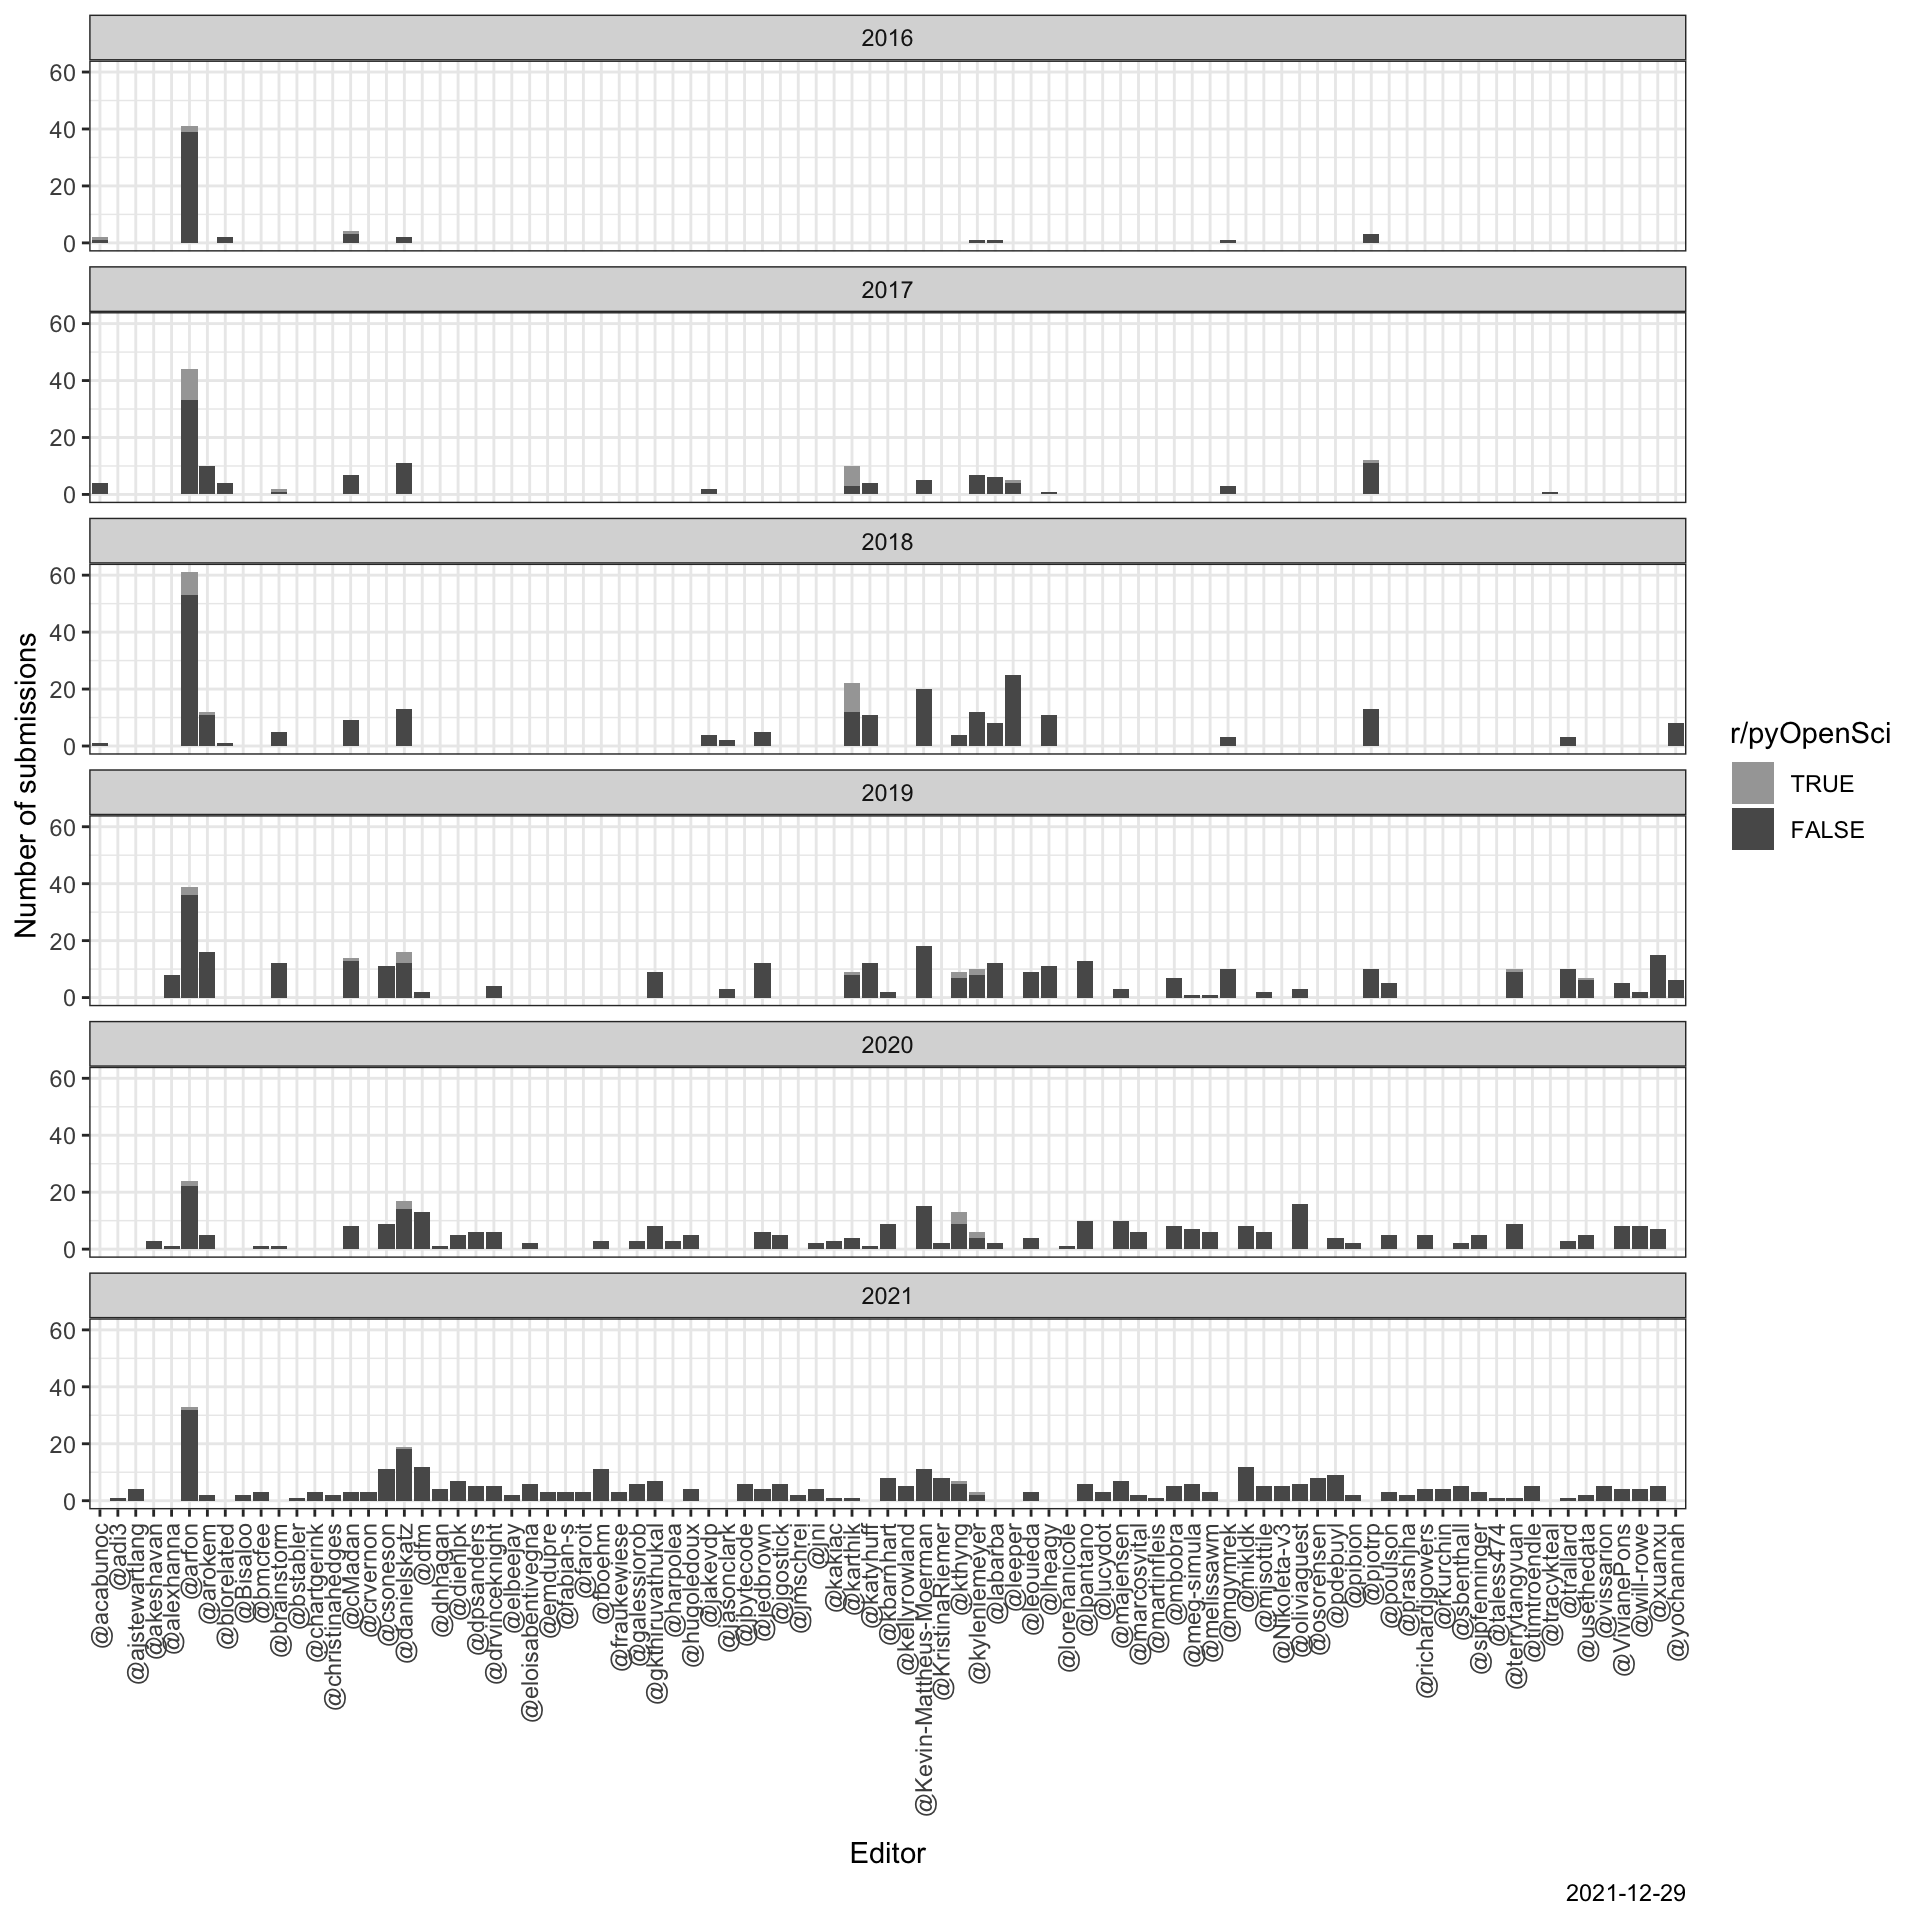 2016
60
40
20
0
2017
60
40
20
0
2018
60
40
20
0
2019
60
40
20
0
2020
60
40
20
0
2021
60
40
20
0
Number of submissions
@acabunoc
@adi3
@ajstewartlang
@akeshavan
@alexhanna
@arfon
@arokem
@biorelated
@Bisaloo
@bmcfee
@brainstorm
@bstabler
@chartgerink
@christinahedges
@cMadan
@crvernon
@csoneson
@danielskatz
@dfm
@dhhagan
@diehlpk
@dpsanders
@drvinceknight
@elbeejay
@eloisabentivegna
@emdupre
@fabian-s
@faroit
@fboehm
@fraukewiese
@galessiorob
@gkthiruvathukal
@harpolea
@hugoledoux
@jakevdp
@jasonclark
@jbytecode
@jedbrown
@jgostick
@jmschrei
@jni
@kakiac
@karthik
@katyhuff
@kbarnhart
@kellyrowland
@Kevin-Mattheus-Moerman
@KristinaRiemer
@kthyng
@kyleniemeyer
@labarba
@leeper
@leouieda
@lheagy
@lorenanicole
@lpantano
@lucydot
@majensen
@marcosvital
@martinfleis
@mbobra
@meg-simula
@melissawm
@mgymrek
@mikldk
@mjsottile
@Nikoleta-v3
@oliviaguest
@osorensen
@pdebuyl
@pibion
@pjotrp
@poulson
@prashjha
@richardjgowers
@rkurchin
@sbenthall
@sjpfenninger
@taless474
@terrytangyuan
@timtroendle
@tracykteal
@trallard
@usethedata
@vissarion
@VivianePons
@will-rowe
@xuanxu
@yochannah
Editor
r/pyOpenSci
TRUE
FALSE
2021-12-29